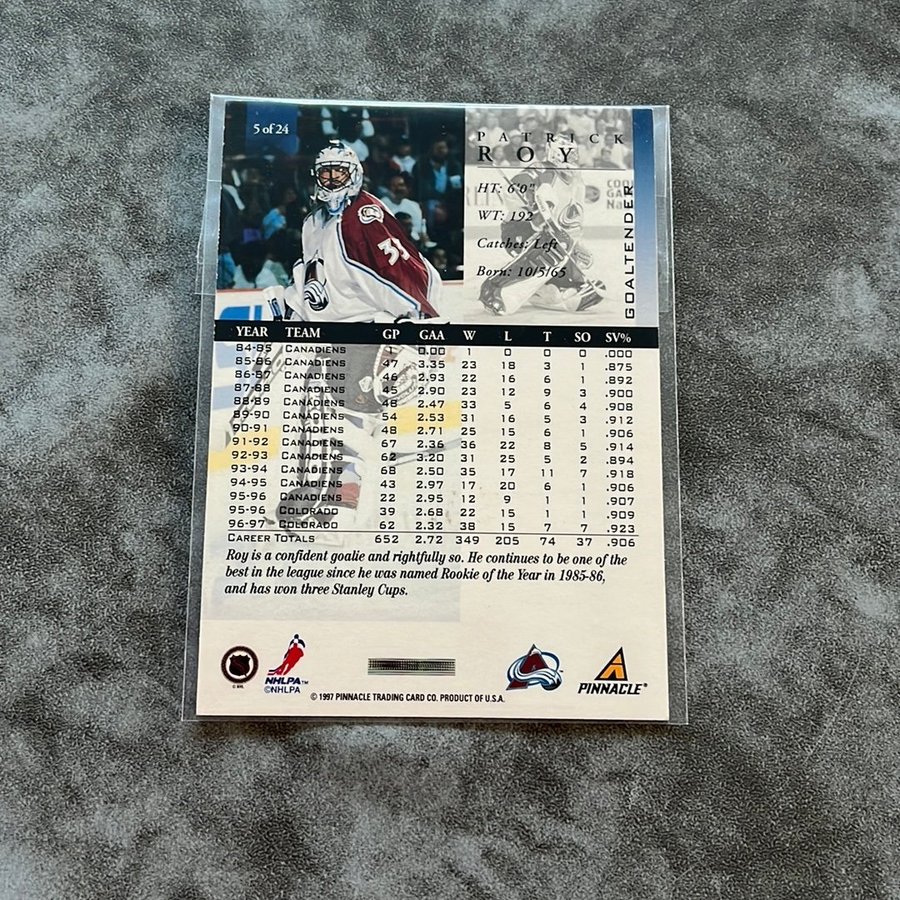 5 of 24
PATRICK
ROY
HT: 6'0"
WT: 192
Catches: Left
Born: 10/5/65
GOALTENDER
31
YEAR TEAM GP GAA W L T SO SV%
84-85 CANADIENS 1 0.00 1 0 0 0 .000
85-86 CANADIENS 47 3.35 23 18 3 1 .875
86-87 CANADIENS 46 2.93 22 16 6 1 .892
87-88 CANADIENS 45 2.90 23 12 9 3 .900
88-89 CANADIENS 48 2.47 33 5 6 4 .908
89-90 CANADIENS 54 2.53 31 16 5 3 .912
90-91 CANADIENS 48 2.71 25 15 6 1 .906
91-92 CANADIENS 67 2.36 36 22 8 5 .914
92-93 CANADIENS 62 3.20 31 25 5 2 .894
93-94 CANADIENS 68 2.50 35 17 11 7 .918
94-95 CANADIENS 43 2.97 17 20 6 1 .906
95-96 CANADIENS 22 2.95 12 9 1 1 .907
95-96 COLORADO 39 2.68 22 15 1 1 .909
96-97 COLORADO 62 2.32 38 15 7 7 .923
CAREER TOTALS 652 2.72 349 205 74 37 .906
Roy is a confident goalie and rightfully so. He continues to be one of the
best in the league since he was named Rookie of the Year in 1985-86,
and has won three Stanley Cups.
NHL
© NHL
NHLPA™
©NHLPA
PINNACLE®
© 1997 PINNACLE TRADING CARD CO. PRODUCT OF U.S.A.